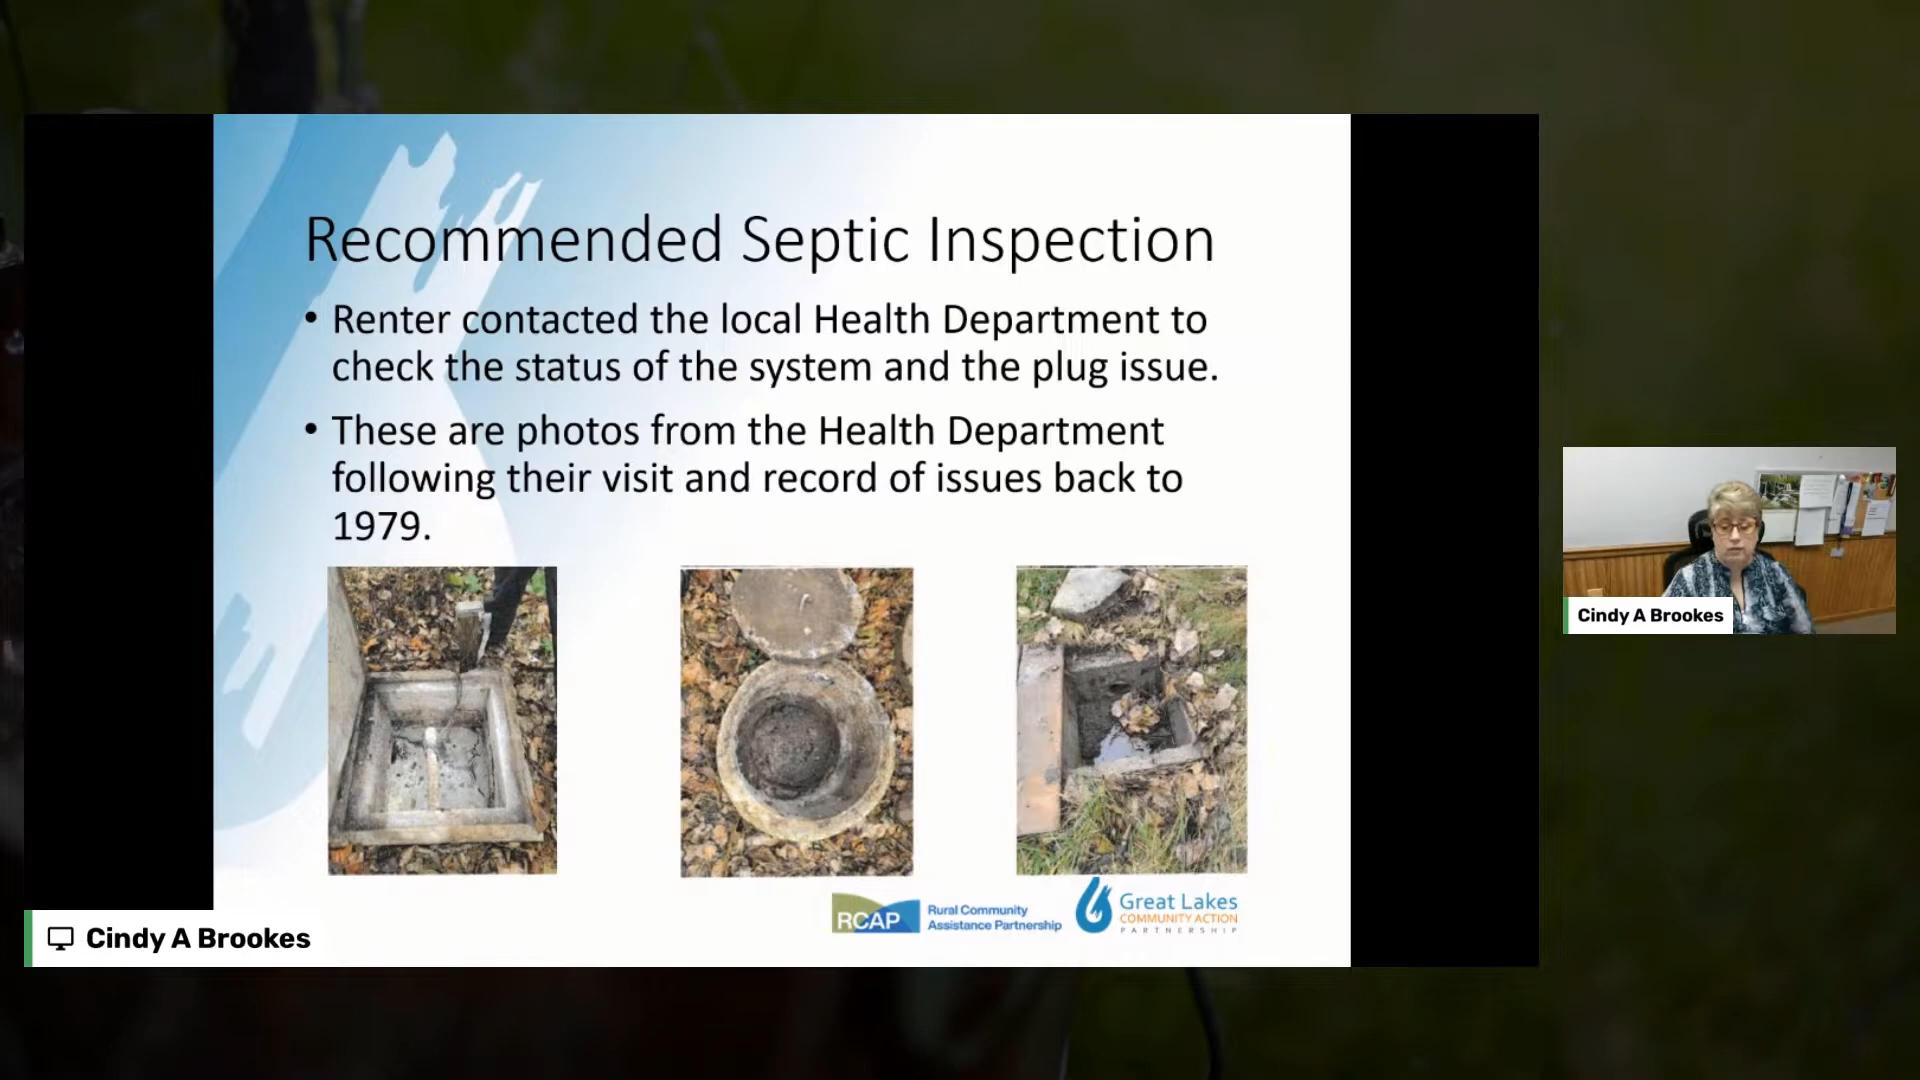 Recommended Septic Inspection
• Renter contacted the local Health Department to
check the status of the system and the plug issue.
• These are photos from the Health Department
following their visit and record of issues back to
1979.
RCAP
Rural Community
Assistance Partnership
Great Lakes
COMMUNITY ACTION
PARTNERSHIP
Cindy A Brookes
Cindy A Brookes